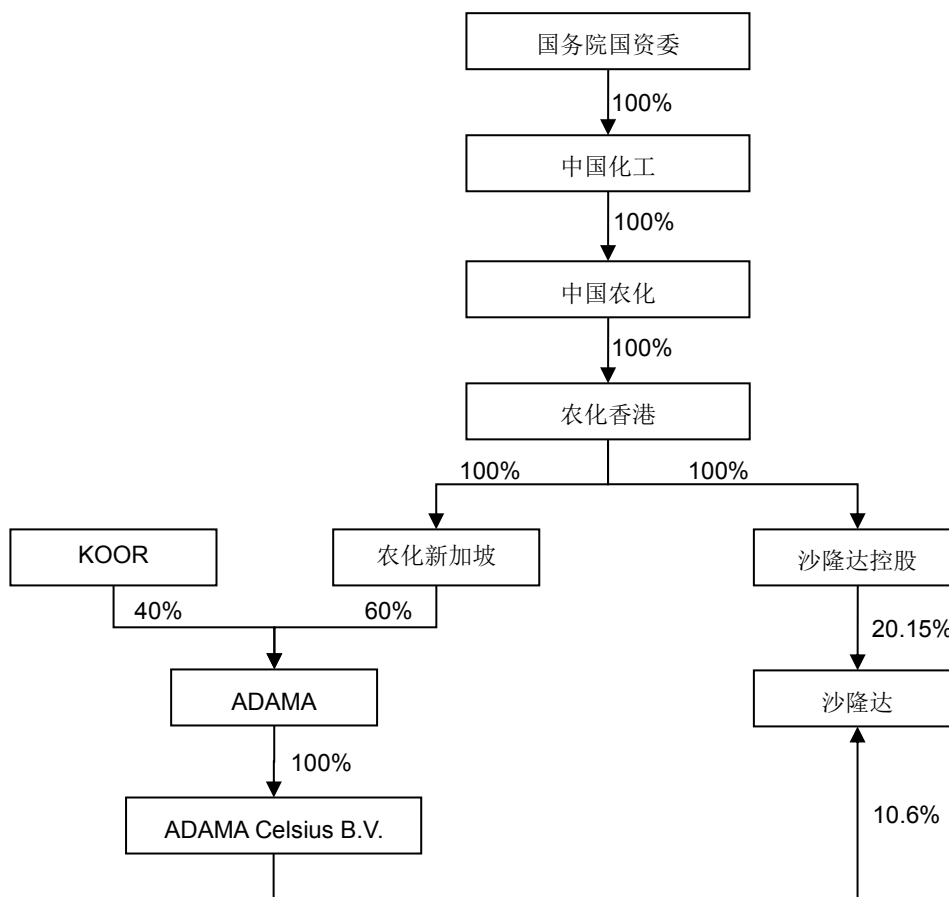 国务院国资委
100%
中国化工
100%
中国农化
100%
农化香港
100% 100%
KOOR 农化新加坡 沙隆达控股
40% 60% 20.15%
ADAMA 沙隆达
100%
ADAMA Celsius B.V. 10.6%